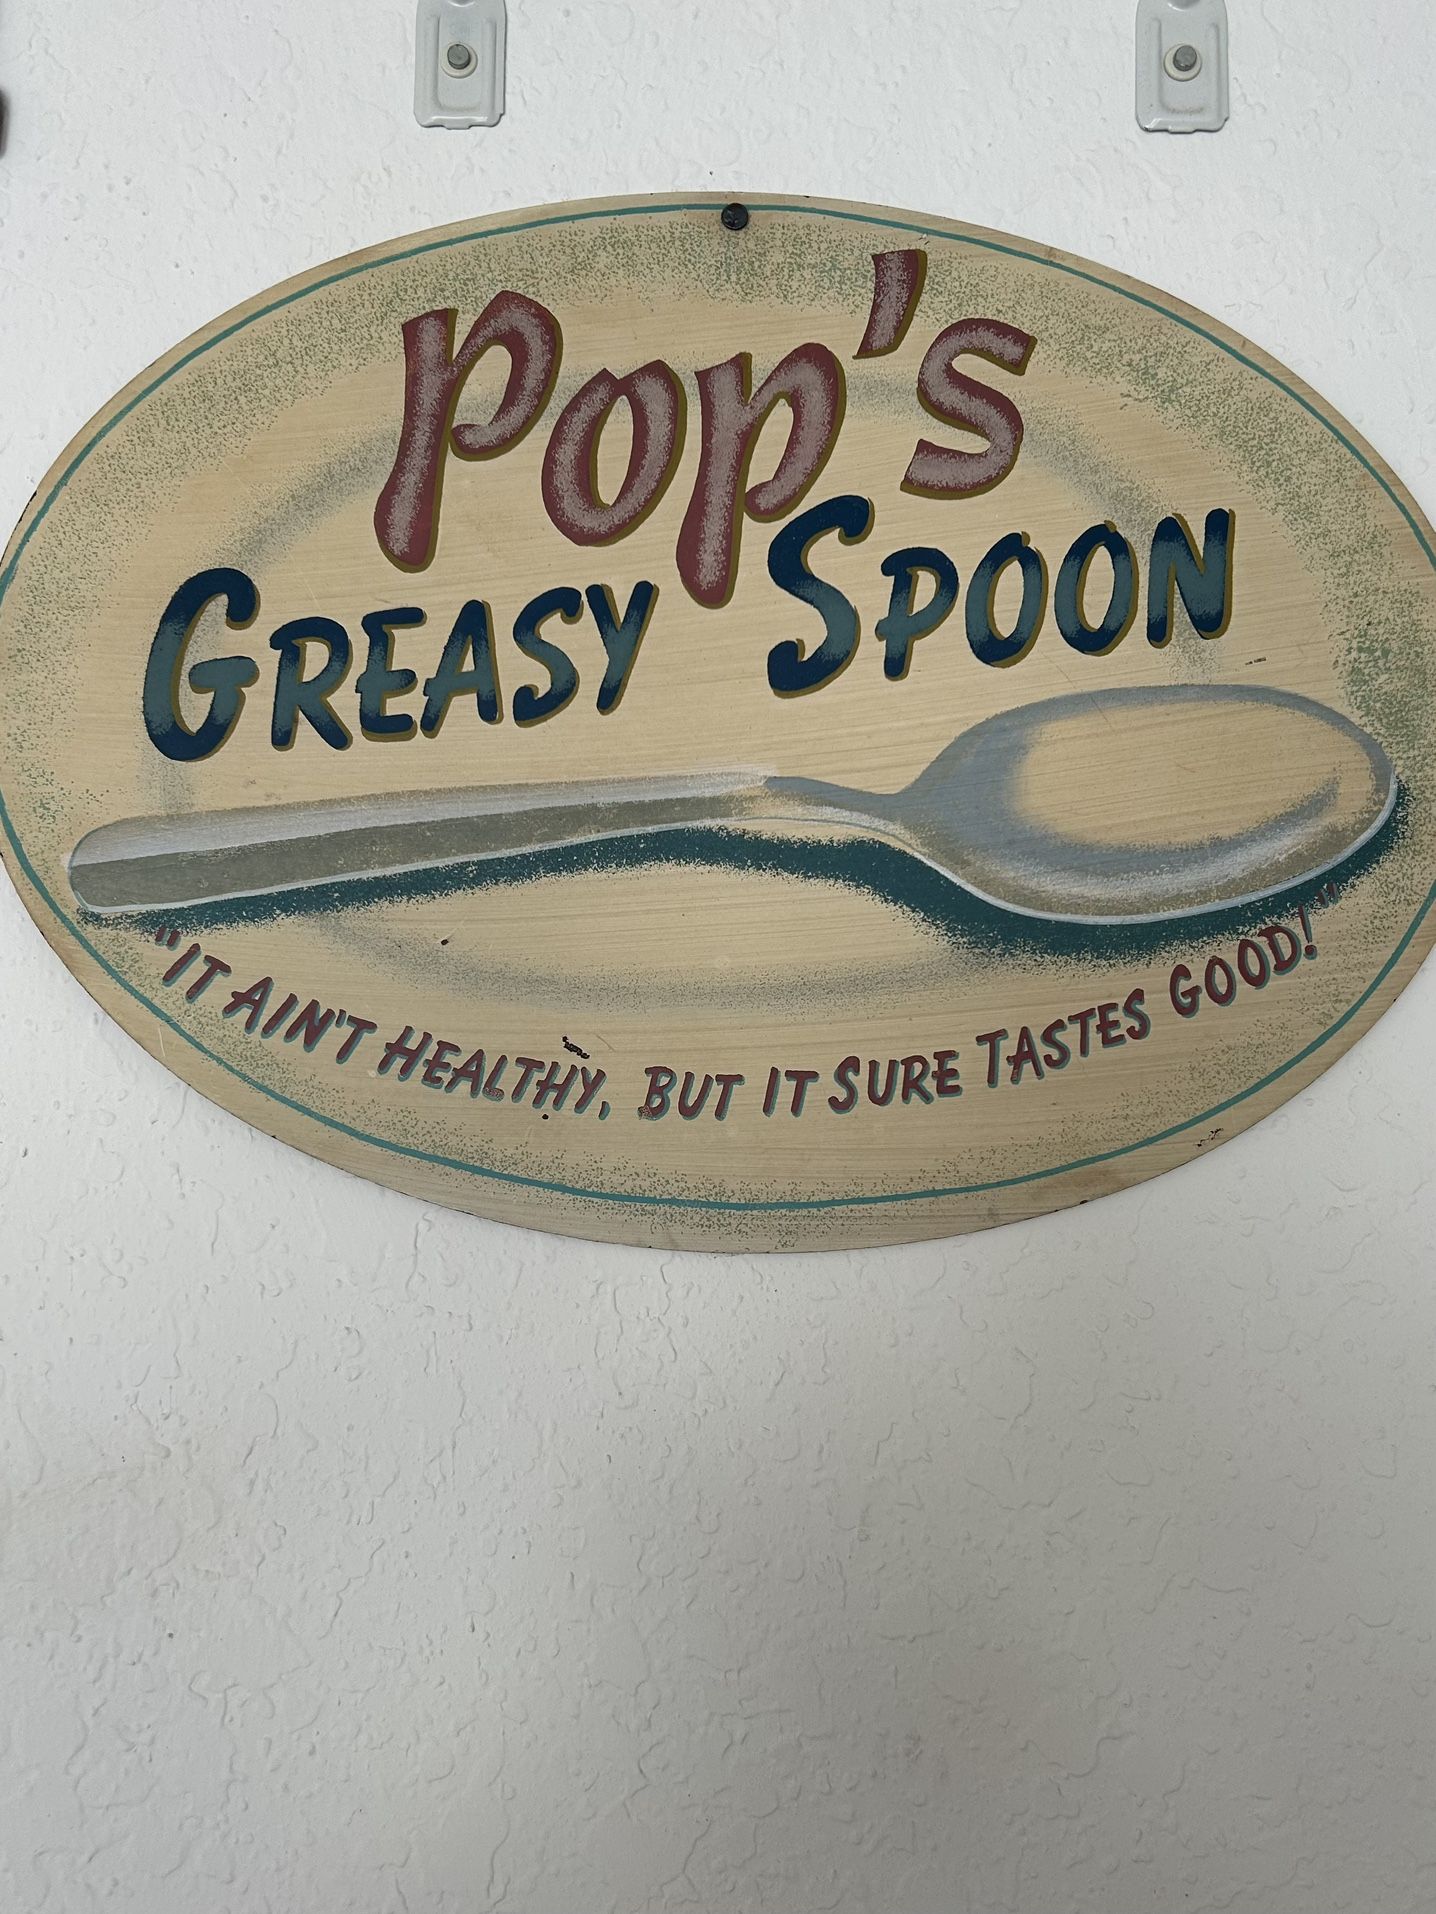 Pop's
GREASY SPOON
"IT AIN'T HEALTHY, BUT IT SURE TASTES GOOD!"